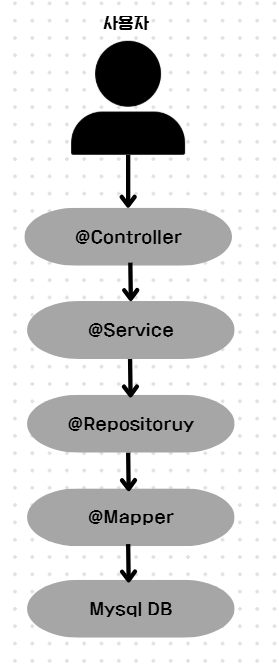 사용자
@Controller
@Service
@Repositoruy
@Mapper
Mysql DB